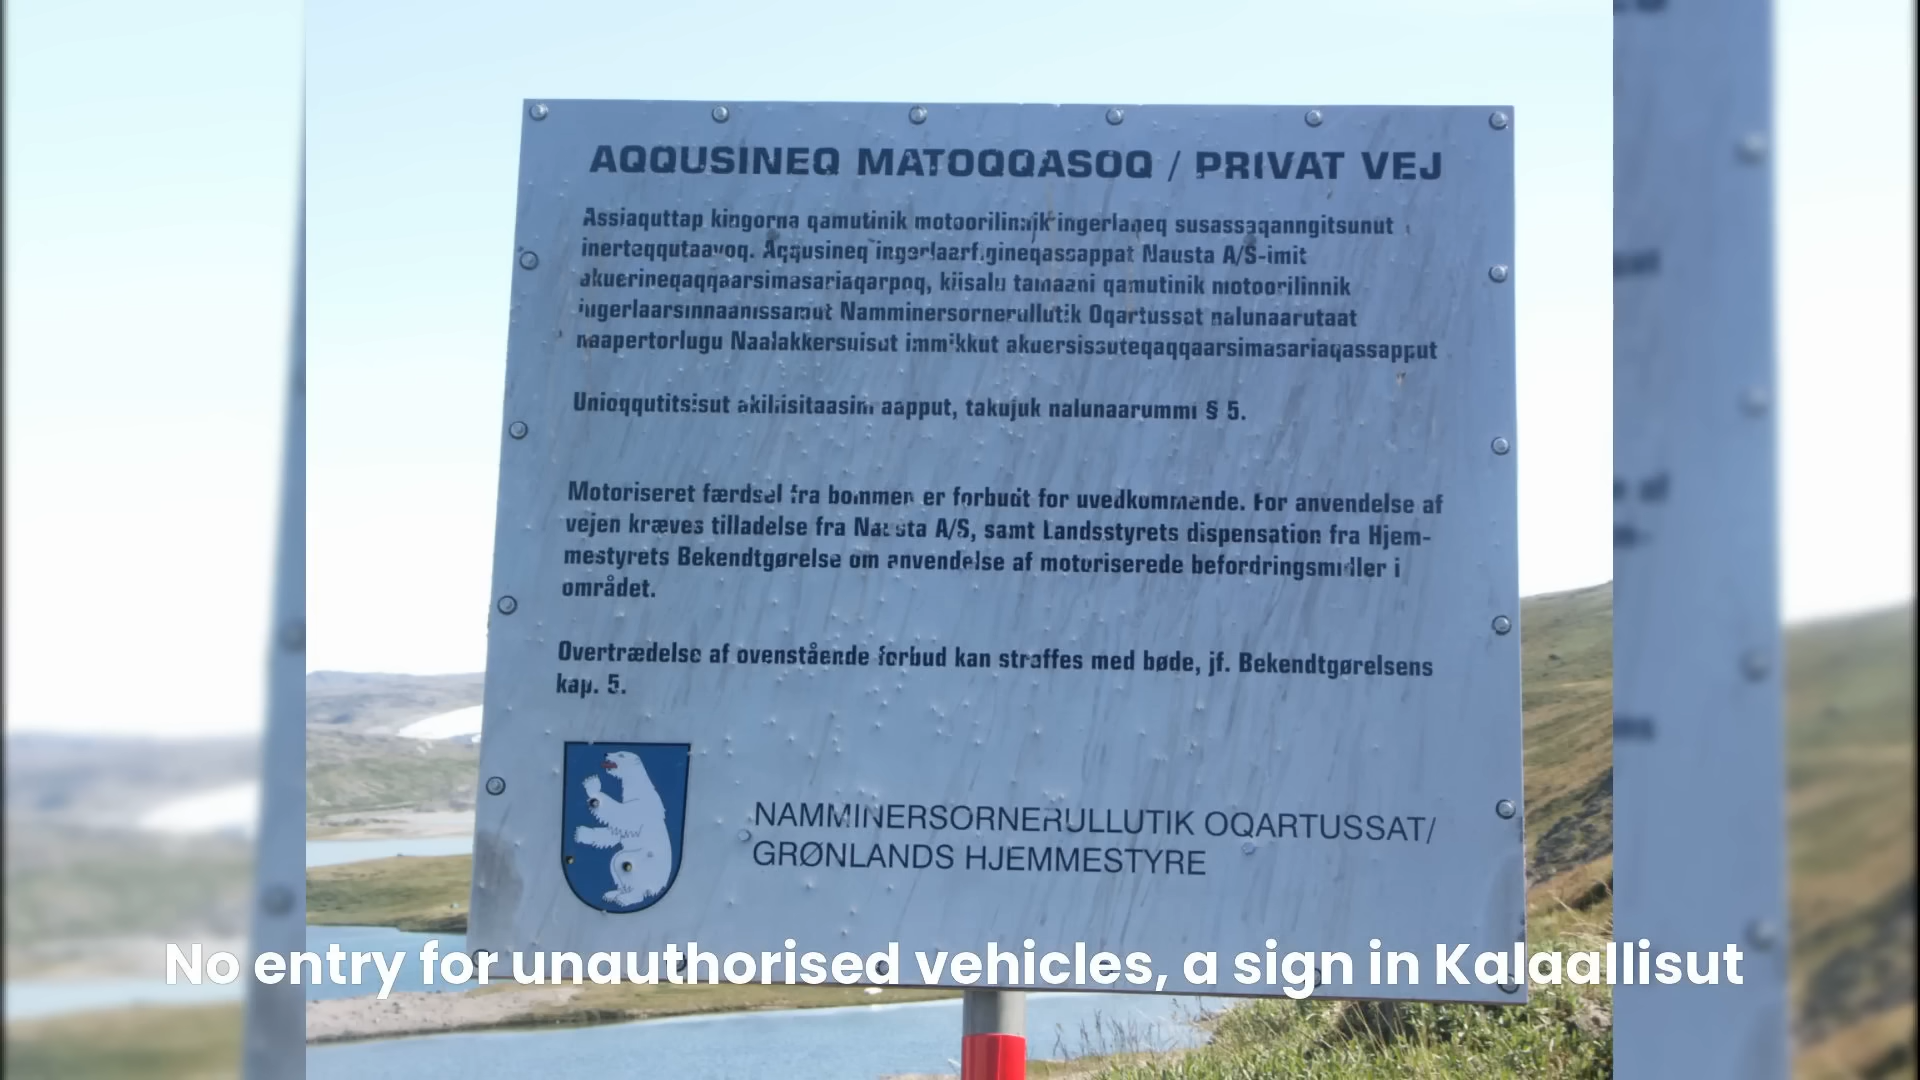 AQQUSINEQ MATOQQASOQ / PRIVAT VEJ
Assiaquttap kingorna qamutinik motoorilinnik ingerlaneq susassaqanngitsunut
inerteqqutaavoq. Aqqusineq ingerlaarfigineqassappat Nausta A/S-imit
akuerineqaqqaarsimasariaqarpoq, kiisalu tamaani qamutinik motoorilinnik
ingerlaarsinnaanissamut Namminersornerullutik Oqartussat nalunaarutaat
naapertorlugu Naalakkersuisut immikkut akuersissuteqaqqaarsimasariaqassapput
Unioqqutitsisut akiliisitaasinnaapput, takujuk nalunaarummi § 5.
Motoriseret færdsel fra bommen er forbudt for uvedkommende. For anvendelse af
vejen kræves tilladelse fra Nausta A/S, samt Landsstyrets dispensation fra Hjem-
mestyrets Bekendtgørelse om anvendelse af motoriserede befordringsmidler i
området.
Overtrædelse af ovenstående forbud kan straffes med bøde, jf. Bekendtgørelsens
kap. 5.
NAMMINERSORNERULLUTIK OQARTUSSAT/
GRØNLANDS HJEMMESTYRE
No entry for unauthorised vehicles, a sign in Kalaallisut